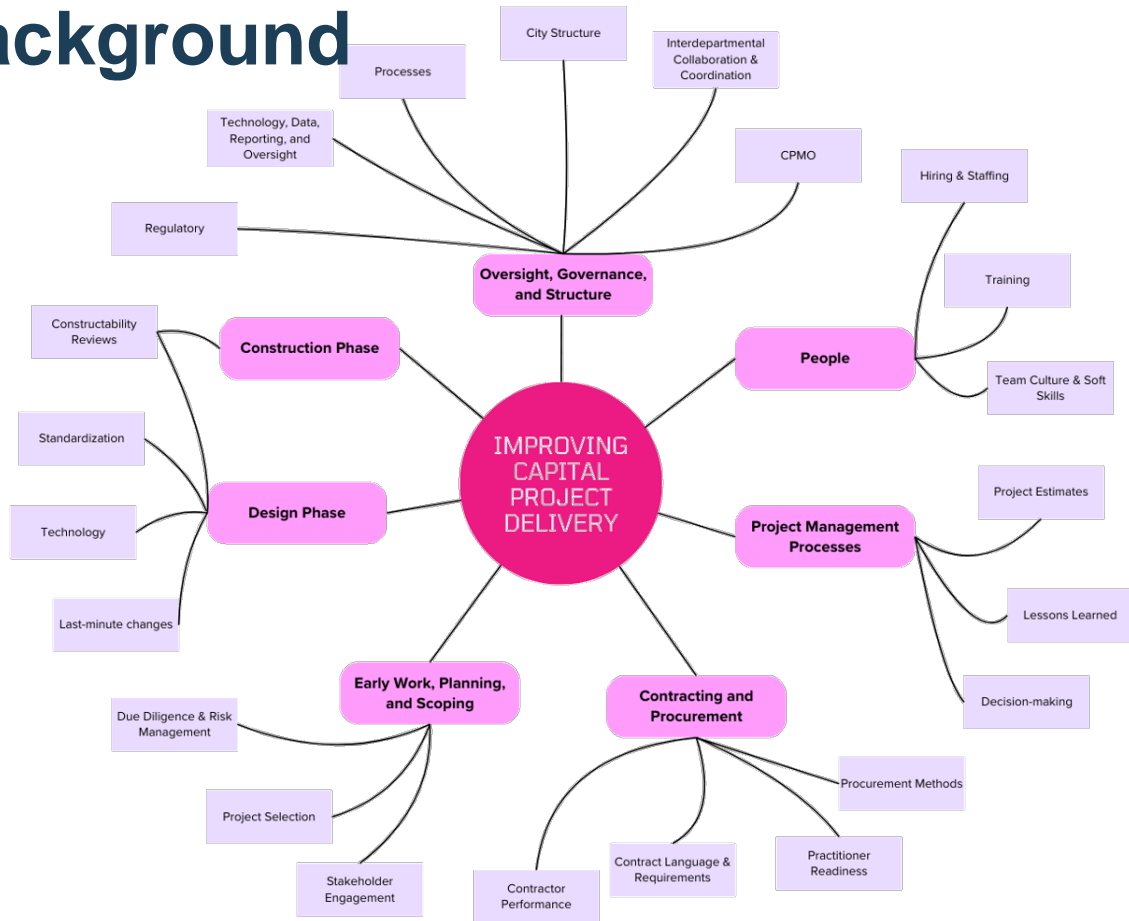 ackground
City Structure
Interdepartmental
Collaboration &
Coordination
Processes
Technology, Data,
Reporting, and
Oversight
CPMO
Hiring & Staffing
Regulatory
Oversight, Governance,
and Structure
Training
Constructability
Reviews
Construction Phase
People
Team Culture & Soft
Skills
Standardization
IMPROVING
CAPITAL
PROJECT
DELIVERY
Project Estimates
Design Phase
Technology
Project Management
Processes
Last-minute changes
Lessons Learned
Early Work, Planning,
and Scoping
Contracting and
Procurement
Decision-making
Due Diligence & Risk
Management
Procurement Methods
Project Selection
Stakeholder
Engagement
Contractor
Performance
Contract Language &
Requirements
Practitioner
Readiness